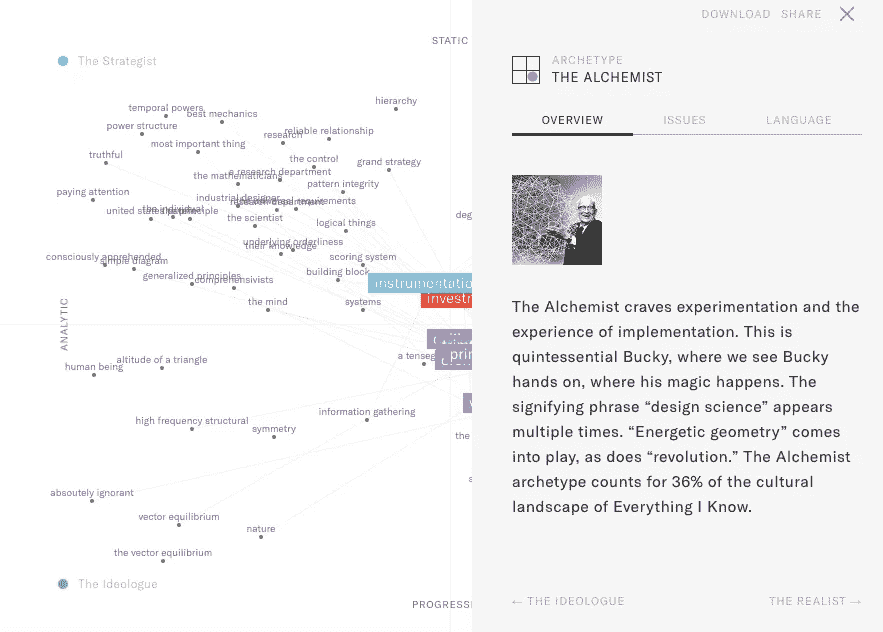 DOWNLOAD SHARE
STATIC
The Strategist
ARCHETYPE
THE ALCHEMIST
hierarchy
temporal powers
best mechanics
OVERVIEW ISSUES LANGUAGE
power structure
research
reliable relationship
most important thing
truthful
the control
grand strategy
the mathematicians
a research department
pattern integrity
paying attention
industrial designer
research department
requirements
united states
the individual
principle
the scientist
logical things
deg
underlying orderliness
their knowledge
consciously apprehended
simple diagram
scoring system
generalized principles
comprehensivists
building block
instrumentatio
investm
the mind
systems
ANALYTIC
prin
a tenseg
altitude of a triangle
human being
information gathering
high frequency structural
symmetry
the
absoutely ignorant
vector equilibrium
nature
the vector equilibrium
The Ideologue
PROGRESSI
The Alchemist craves experimentation and the
experience of implementation. This is
quintessential Bucky, where we see Bucky
hands on, where his magic happens. The
signifying phrase “design science” appears
multiple times. “Energetic geometry” comes
into play, as does “revolution.” The Alchemist
archetype counts for 36% of the cultural
landscape of Everything I Know.
← THE IDEOLOGUE
THE REALIST →